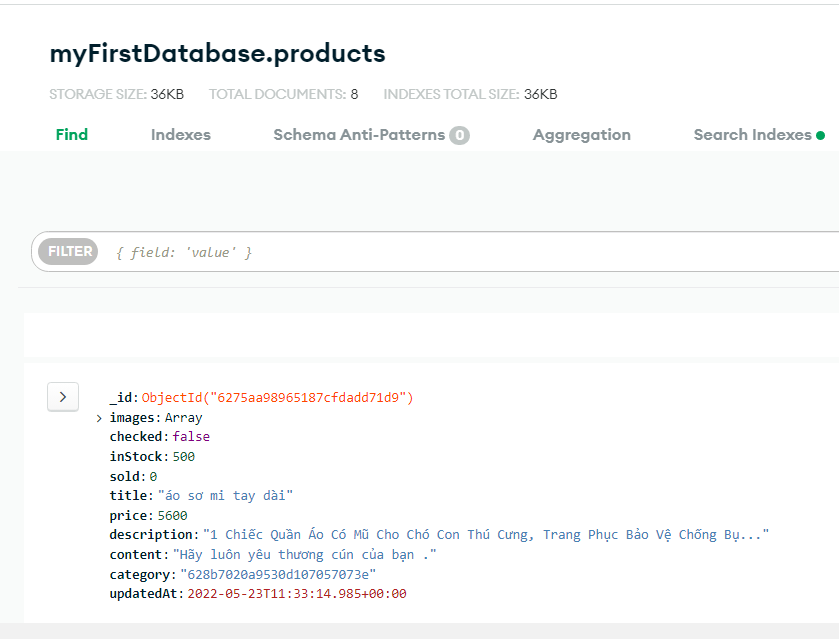 myFirstDatabase.products
STORAGE SIZE: 36KB TOTAL DOCUMENTS: 8 INDEXES TOTAL SIZE: 36KB
Find Indexes Schema Anti-Patterns 0 Aggregation Search Indexes
FILTER { field: 'value' }
_id: ObjectId("6275aa98965187cfdadd71d9")
images: Array
checked: false
inStock: 500
sold: 0
title: "áo sơ mi tay dài"
price: 5600
description: "1 Chiếc Quần Áo Có Mũ Cho Chó Con Thú Cưng, Trang Phục Bảo Vệ Chống Bụ..."
content: "Hãy luôn yêu thương cún của bạn ."
category: "628b7020a9530d107057073e"
updatedAt: 2022-05-23T11:33:14.985+00:00